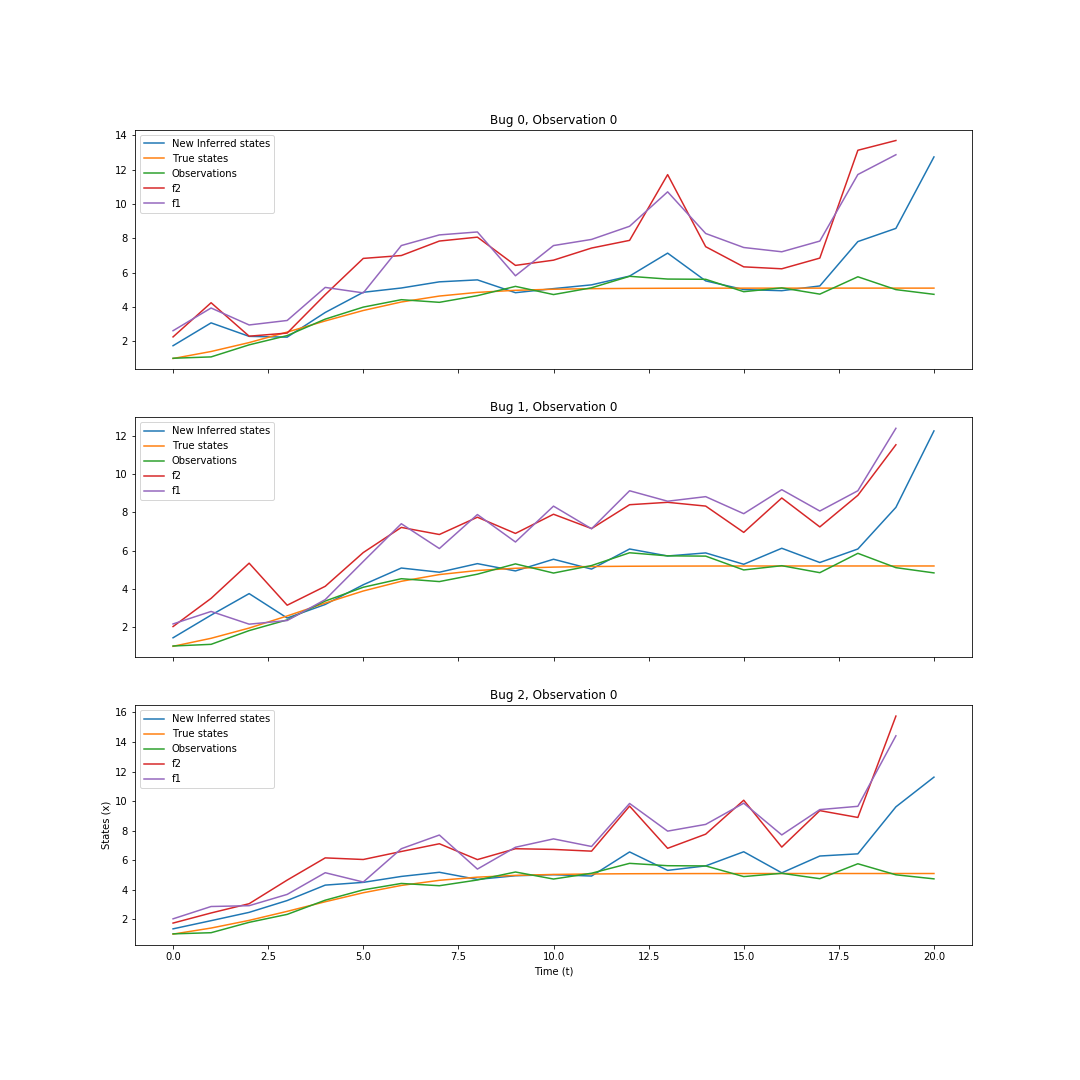 Bug 0, Observation 0
14
12
10
8
6
4
2
New Inferred states
True states
Observations
f2
f1
Bug 1, Observation 0
12
10
8
6
4
2
New Inferred states
True states
Observations
f2
f1
Bug 2, Observation 0
16
14
12
10
8
6
4
2
States (x)
New Inferred states
True states
Observations
f2
f1
0.0 2.5 5.0 7.5 10.0 12.5 15.0 17.5 20.0
Time (t)